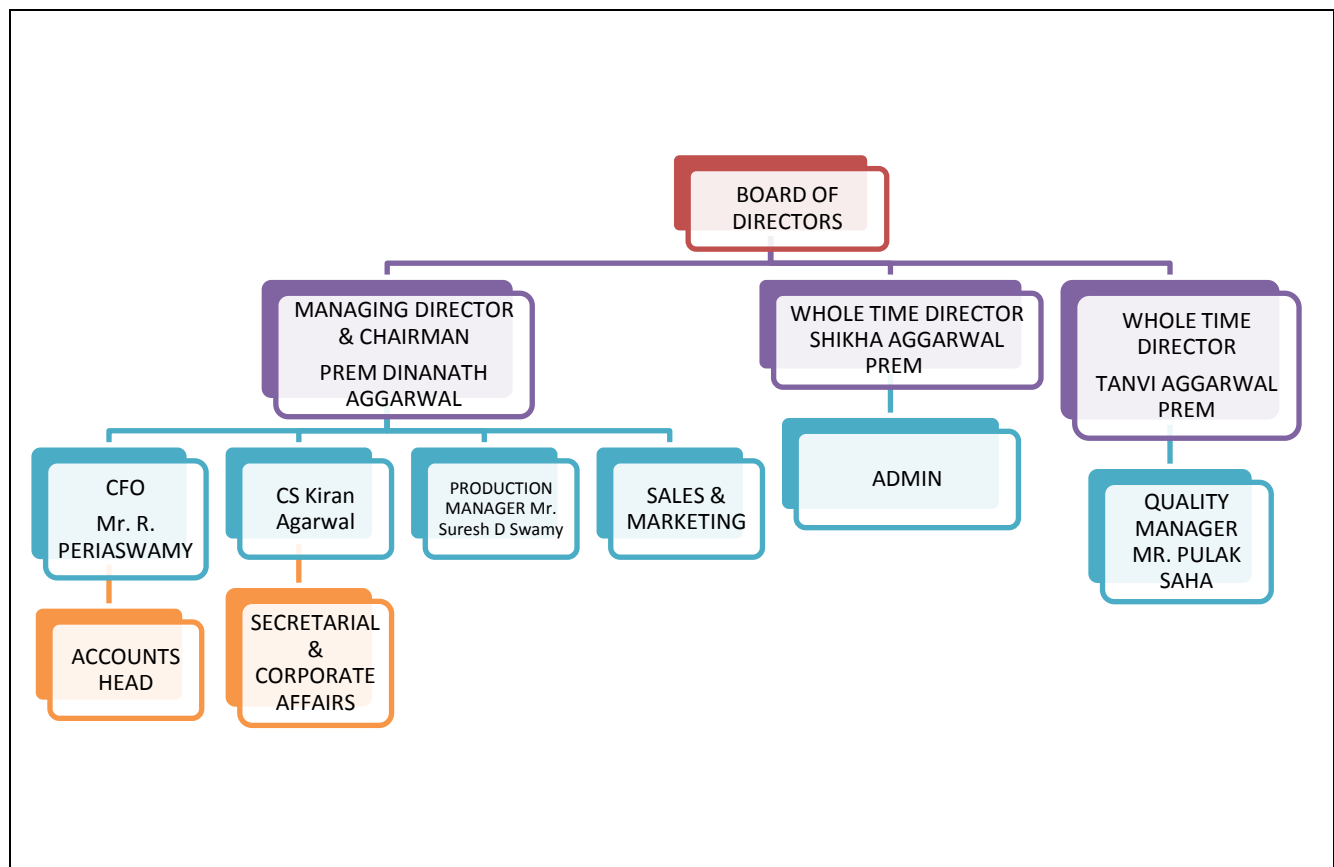 BOARD OF
DIRECTORS
MANAGING DIRECTOR
& CHAIRMAN
PREM DINANATH
AGGARWAL
WHOLE TIME DIRECTOR
SHIKHA AGGARWAL
PREM
WHOLE TIME
DIRECTOR
TANVI AGGARWAL
PREM
CFO
Mr. R.
PERIASWAMY
CS Kiran
Agarwal
PRODUCTION
MANAGER Mr.
Suresh D Swamy
SALES &
MARKETING
ADMIN
QUALITY
MANAGER
MR. PULAK
SAHA
ACCOUNTS
HEAD
SECRETARIAL
&
CORPORATE
AFFAIRS